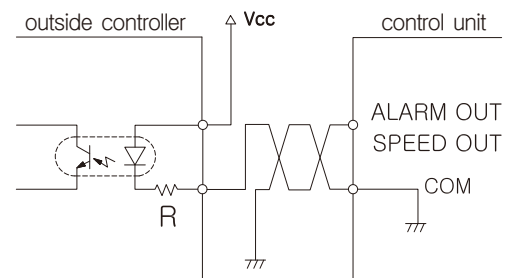 outside controller
Vcc
control unit
ALARM OUT
SPEED OUT
COM
R